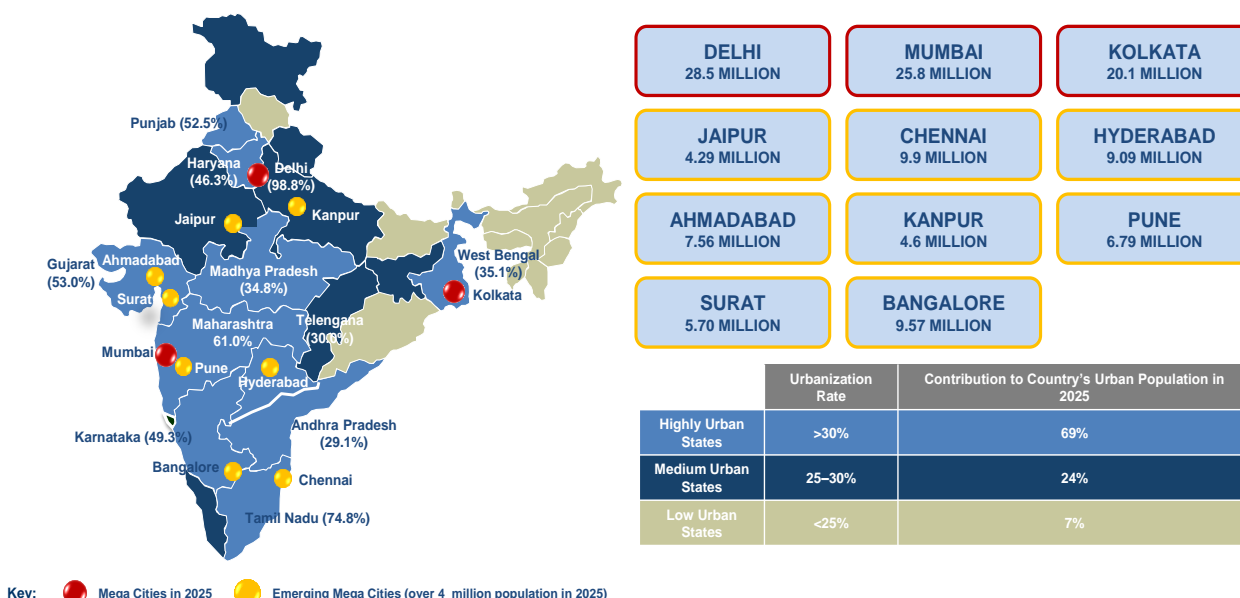 Punjab (52.5%)
Haryana
(46.3%)
Delhi
(98.8%)
Jaipur
Kanpur
Gujarat
(53.0%)
Ahmadabad
Surat
Madhya Pradesh
(34.8%)
West Bengal
(35.1%)
Kolkata
Maharashtra
61.0%
Telengana
(30.0%)
Mumbai
Pune
Hyderabad
Karnataka (49.3%)
Andhra Pradesh
(29.1%)
Bangalore
Chennai
Tamil Nadu (74.8%)
Key:
Mega Cities in 2025
Emerging Mega Cities (over 4 million population in 2025)
DELHI
28.5 MILLION
MUMBAI
25.8 MILLION
KOLKATA
20.1 MILLION
JAIPUR
4.29 MILLION
CHENNAI
9.9 MILLION
HYDERABAD
9.09 MILLION
AHMADABAD
7.56 MILLION
KANPUR
4.6 MILLION
PUNE
6.79 MILLION
SURAT
5.70 MILLION
BANGALORE
9.57 MILLION
Urbanization
Rate
Contribution to Country's Urban Population in
2025
Highly Urban
States
>30%
69%
Medium Urban
States
25–30%
24%
Low Urban
States
<25%
7%